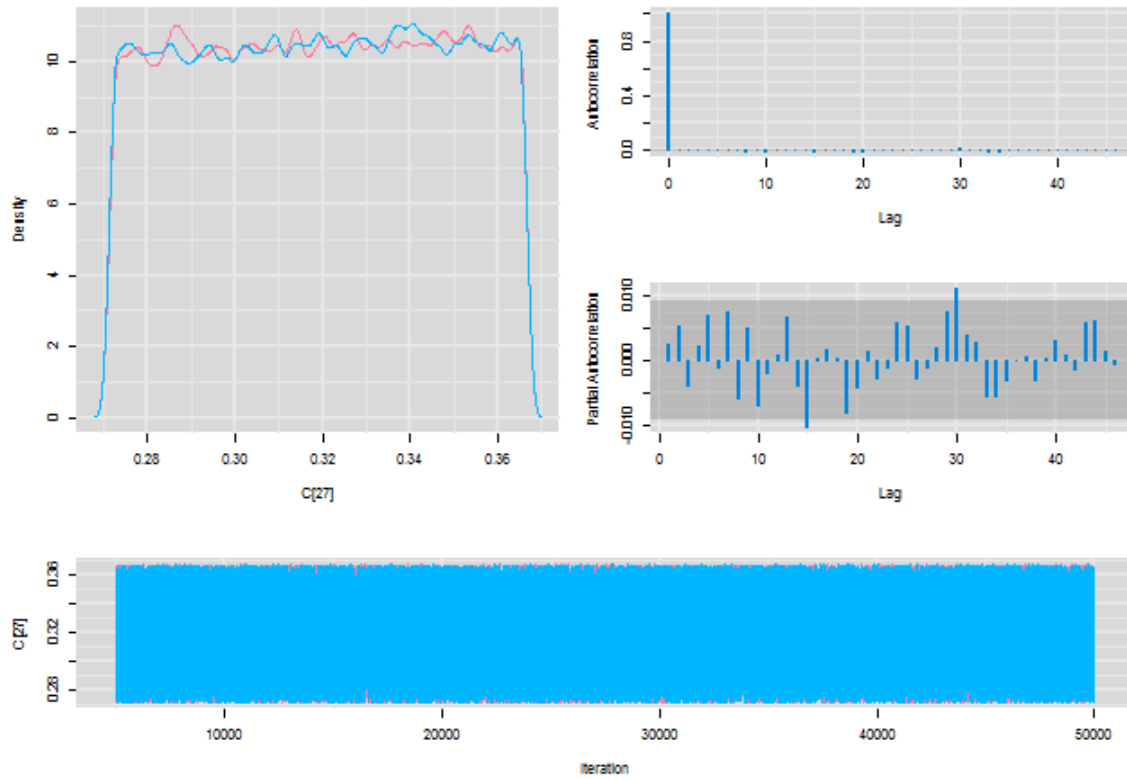 Density
0 2 4 6 8 10
0.28 0.30 0.32 0.34 0.36
C[27]
Autocorrelation
0.0 0.4 0.8
0 10 20 30 40
Lag
Partial Autocorrelation
-0.010 0.000 0.010
0 10 20 30 40
Lag
C[27]
0.28 0.32 0.36
10000 20000 30000 40000 50000
Iteration